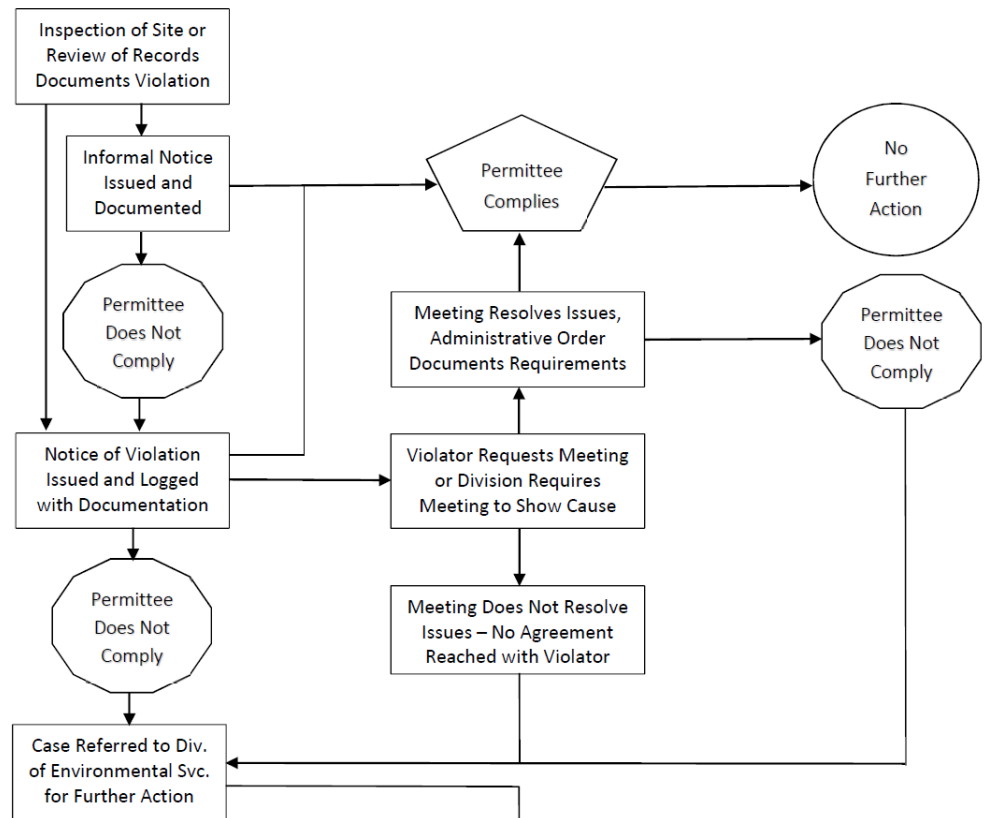 Inspection of Site or
Review of Records
Documents Violation
Informal Notice
Issued and
Documented
Permittee
Complies
No
Further
Action
Permittee
Does Not
Comply
Meeting Resolves Issues,
Administrative Order
Documents Requirements
Permittee
Does Not
Comply
Notice of Violation
Issued and Logged
with Documentation
Violator Requests Meeting
or Division Requires
Meeting to Show Cause
Permittee
Does Not
Comply
Meeting Does Not Resolve
Issues – No Agreement
Reached with Violator
Case Referred to Div.
of Environmental Svc.
for Further Action